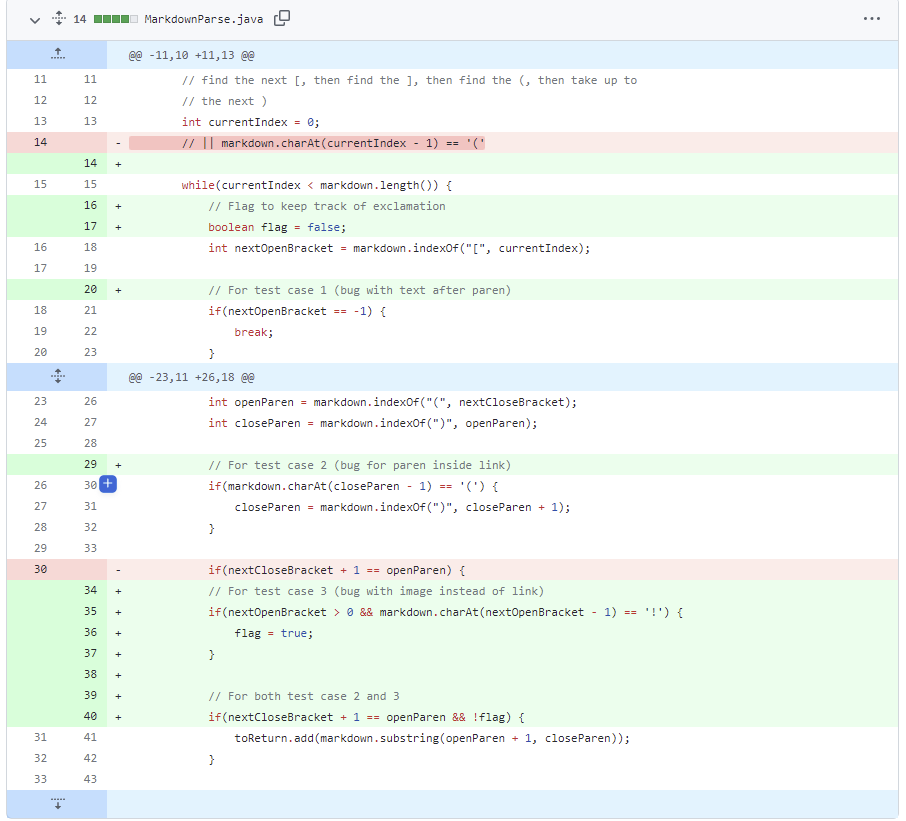 14 MarkdownParse.java
@@ -11,10 +11,13 @@
11 11 // find the next [, then find the ], then find the (, then take up to
12 12 // the next )
13 13 int currentIndex = 0;
14 - // || markdown.charAt(currentIndex - 1) == '('
14 +
15 15 while(currentIndex < markdown.length()) {
16 + // Flag to keep track of exclamation
17 + boolean flag = false;
16 18 int nextOpenBracket = markdown.indexOf("[", currentIndex);
17 19
20 + // For test case 1 (bug with text after paren)
18 21 if(nextOpenBracket == -1) {
19 22 break;
20 23 }
@@ -23,11 +26,18 @@
23 26 int openParen = markdown.indexOf("(", nextCloseBracket);
24 27 int closeParen = markdown.indexOf(")", openParen);
25 28
29 + // For test case 2 (bug for paren inside link)
26 30 + if(markdown.charAt(closeParen - 1) == '(') {
27 31 closeParen = markdown.indexOf(")", closeParen + 1);
28 32 }
29 33
30 - if(nextCloseBracket + 1 == openParen) {
34 + // For test case 3 (bug with image instead of link)
35 + if(nextOpenBracket > 0 && markdown.charAt(nextOpenBracket - 1) == '!') {
36 + flag = true;
37 + }
38 +
39 + // For both test case 2 and 3
40 + if(nextCloseBracket + 1 == openParen && !flag) {
31 41 toReturn.add(markdown.substring(openParen + 1, closeParen));
32 42 }
33 43